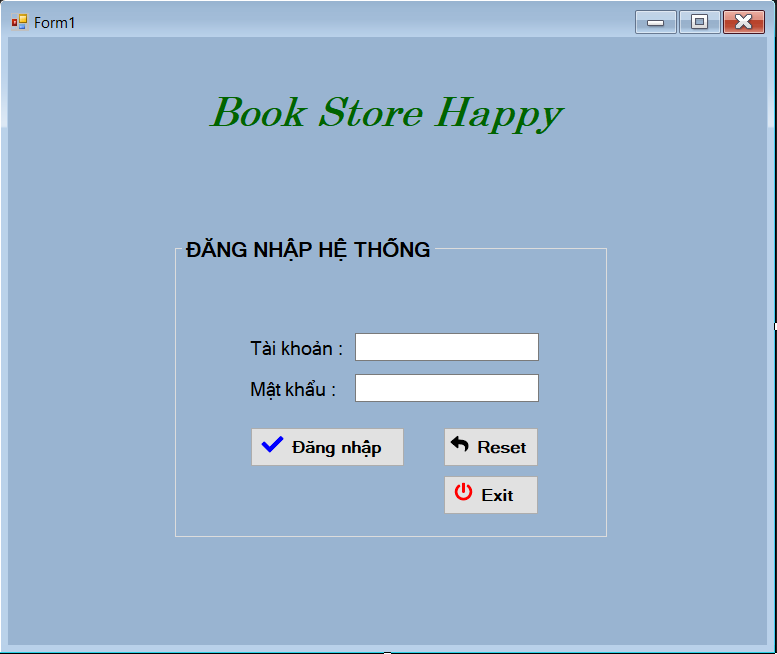 Form1
Book Store Happy
ĐĂNG NHẬP HỆ THỐNG
Tài khoản :
Mật khẩu :
Đăng nhập
Reset
Exit